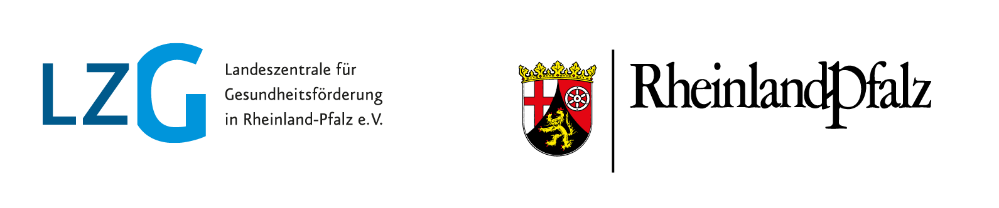 LZG
Landeszentrale für
Gesundheitsförderung
in Rheinland-Pfalz e.V.
RheinlandPfalz